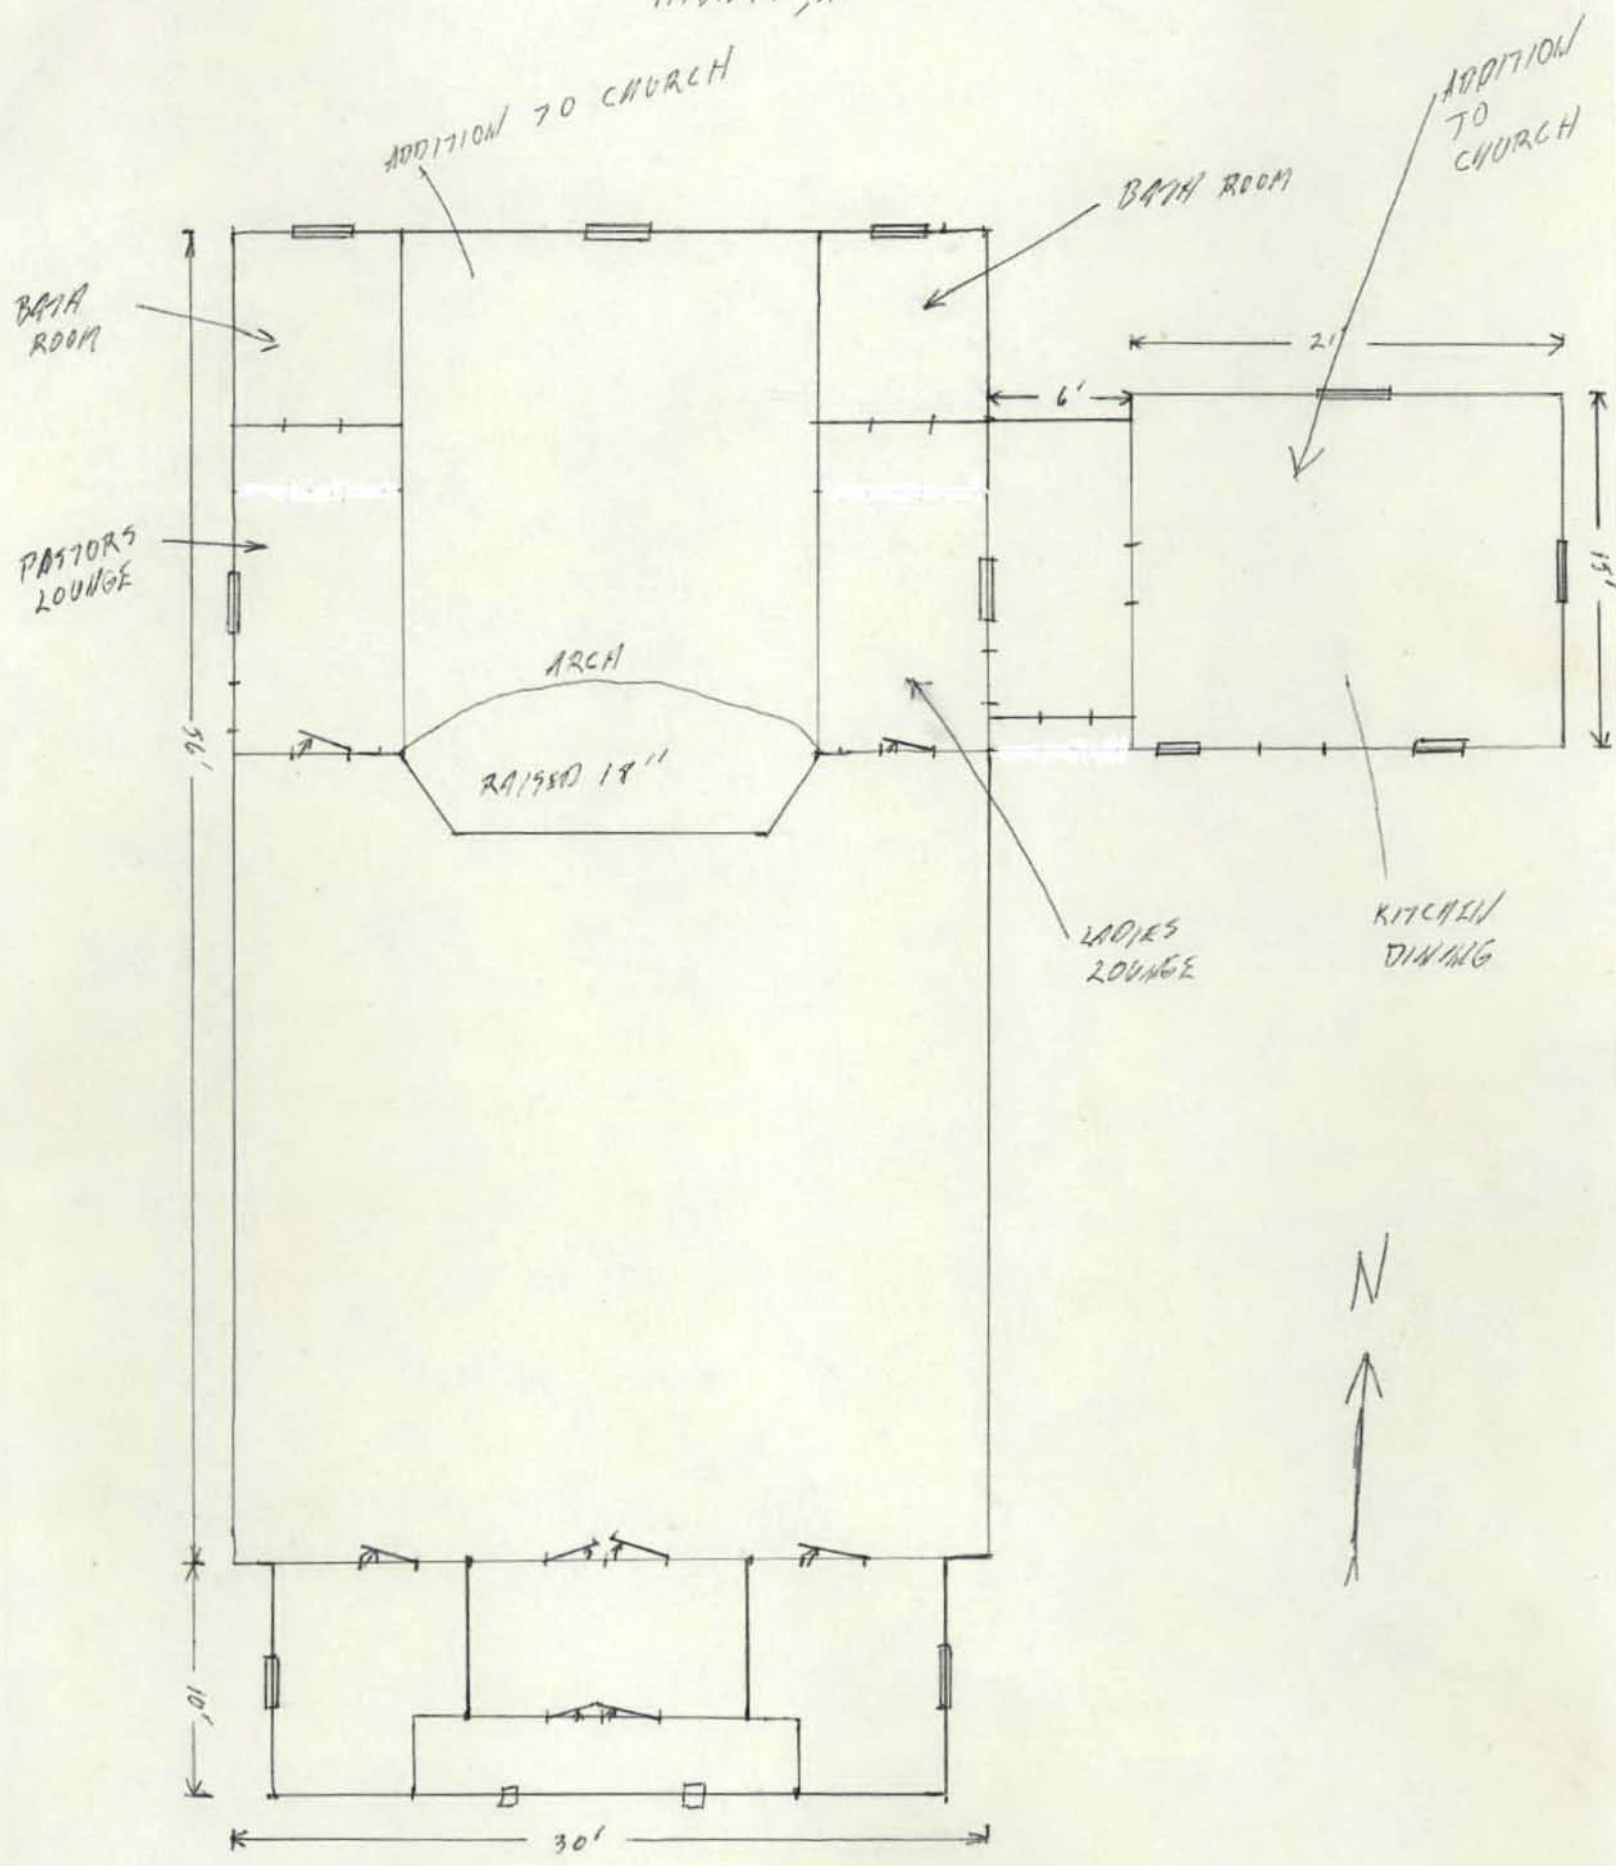 ADDITION TO CHURCH
ADDITION
TO
CHURCH
BATH ROOM
BATH
ROOM
21'
6'
15'
PASTORS
LOUNGE
ARCH
RAISED 18"
56'
LADIES
LOUNGE
KITCHEN
DINING
N
10'
30'